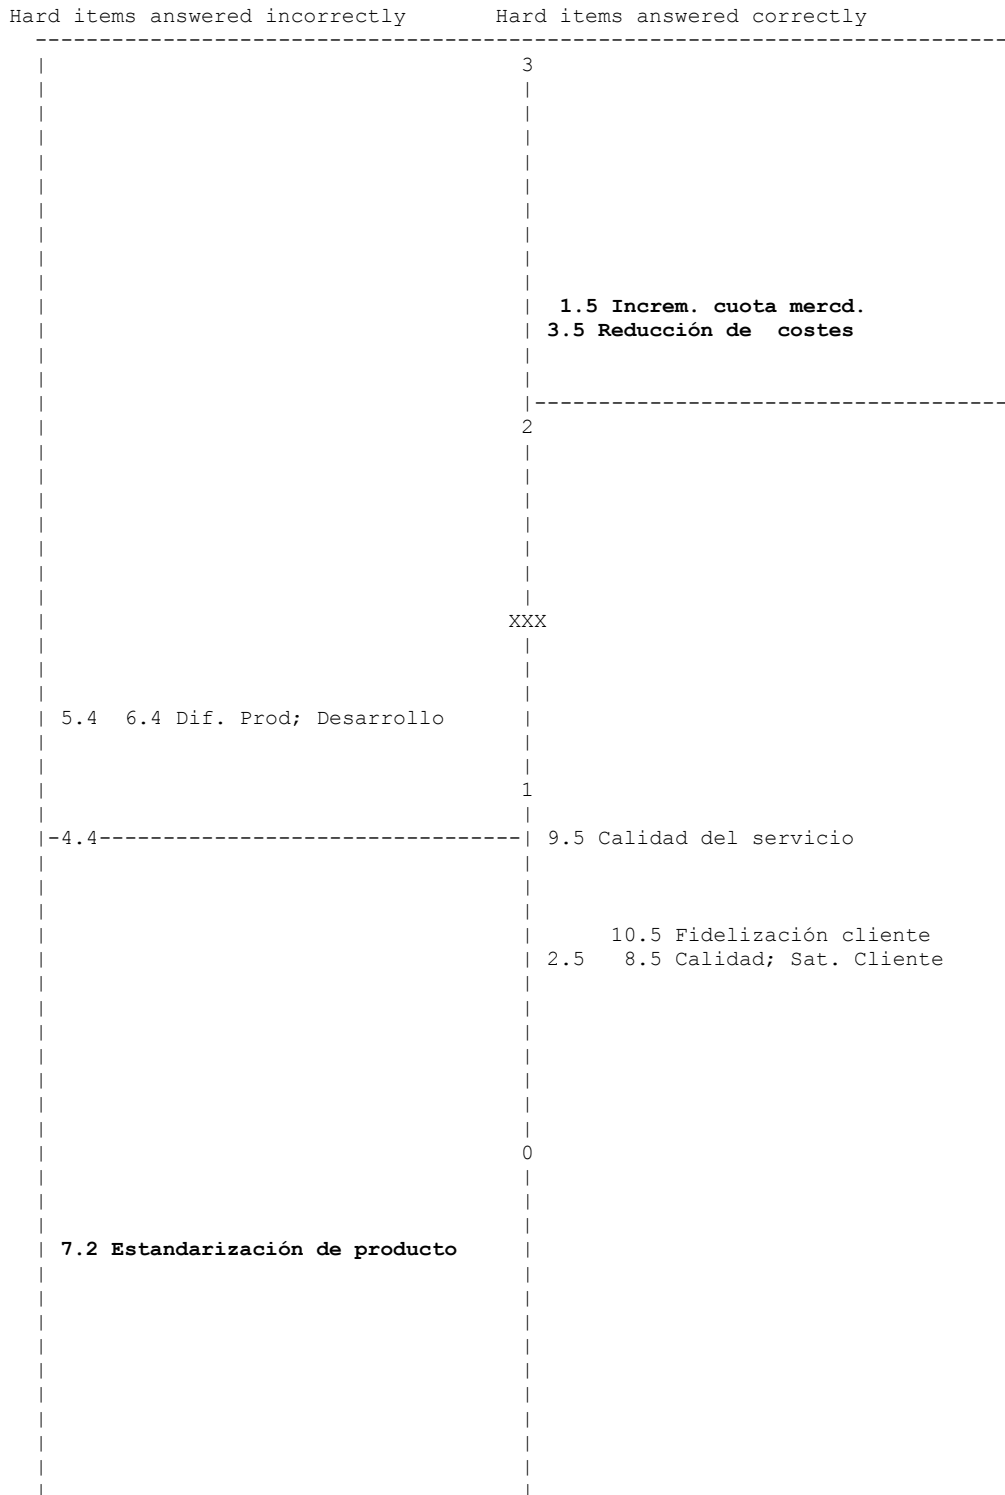 Hard items answered incorrectly Hard items answered correctly
3
1.5 Increm. cuota mercd.
3.5 Reducción de costes
2
XXX
5.4 6.4 Dif. Prod; Desarrollo
1
-4.4---------------------------------| 9.5 Calidad del servicio
10.5 Fidelización cliente
2.5 8.5 Calidad; Sat. Cliente
0
7.2 Estandarización de producto